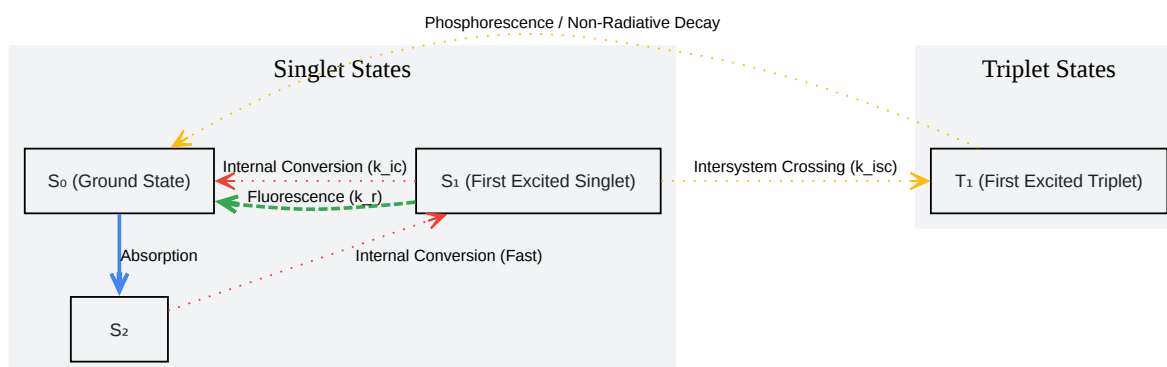 Phosphorescence / Non-Radiative Decay
Singlet States
Triplet States
S₀ (Ground State)
Internal Conversion (k_ic)
Fluorescence (k_r)
S₁ (First Excited Singlet)
Intersystem Crossing (k_isc)
T₁ (First Excited Triplet)
Absorption
Internal Conversion (Fast)
S₂